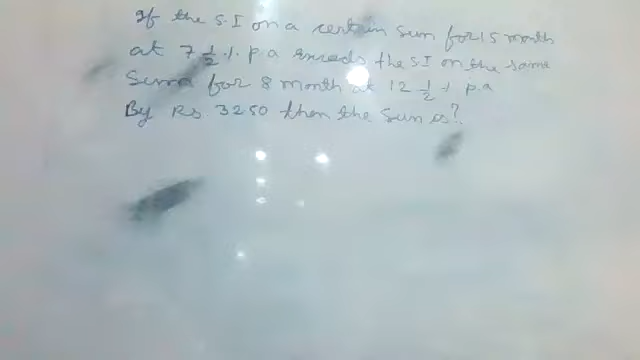 If the S.I on a certain sum for 15 month
at 7 1/2 % p.a exceeds the S I on the same
Sum for 8 month at 12 1/2 % p.a
By Rs. 3250 then the Sum is?